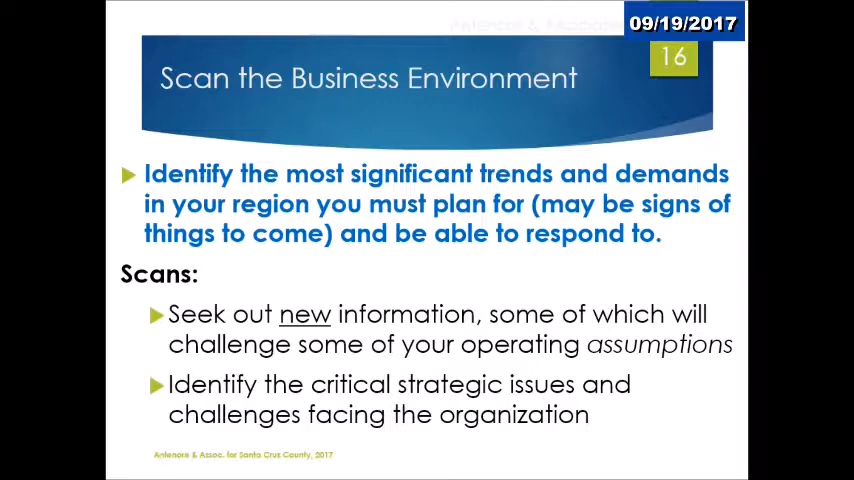 09/19/2017
16
Scan the Business Environment
Identify the most significant trends and demands
in your region you must plan for (may be signs of
things to come) and be able to respond to.
Scans:
Seek out new information, some of which will
challenge some of your operating assumptions
Identify the critical strategic issues and
challenges facing the organization
Antenore & Assoc. for Santa Cruz County, 2017